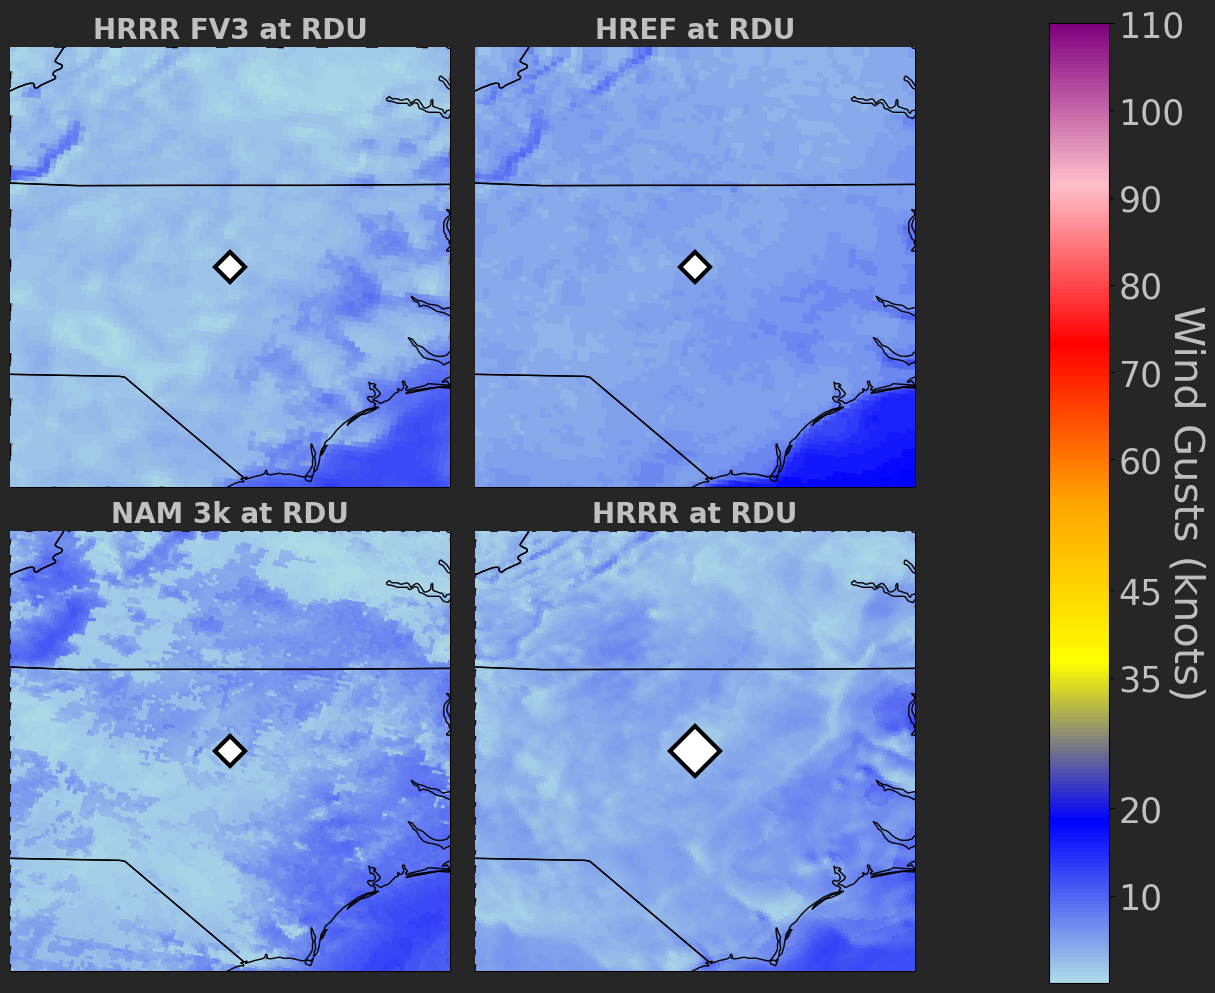 HRRR FV3 at RDU
HREF at RDU
NAM 3k at RDU
HRRR at RDU
110
100
90
80
70
60
45
35
20
10
Wind Gusts (knots)